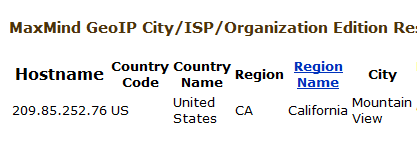 MaxMind GeoIP City/ISP/Organization Edition Res
Hostname Country Code Country Name Region Region Name City
209.85.252.76 US United States CA California Mountain View